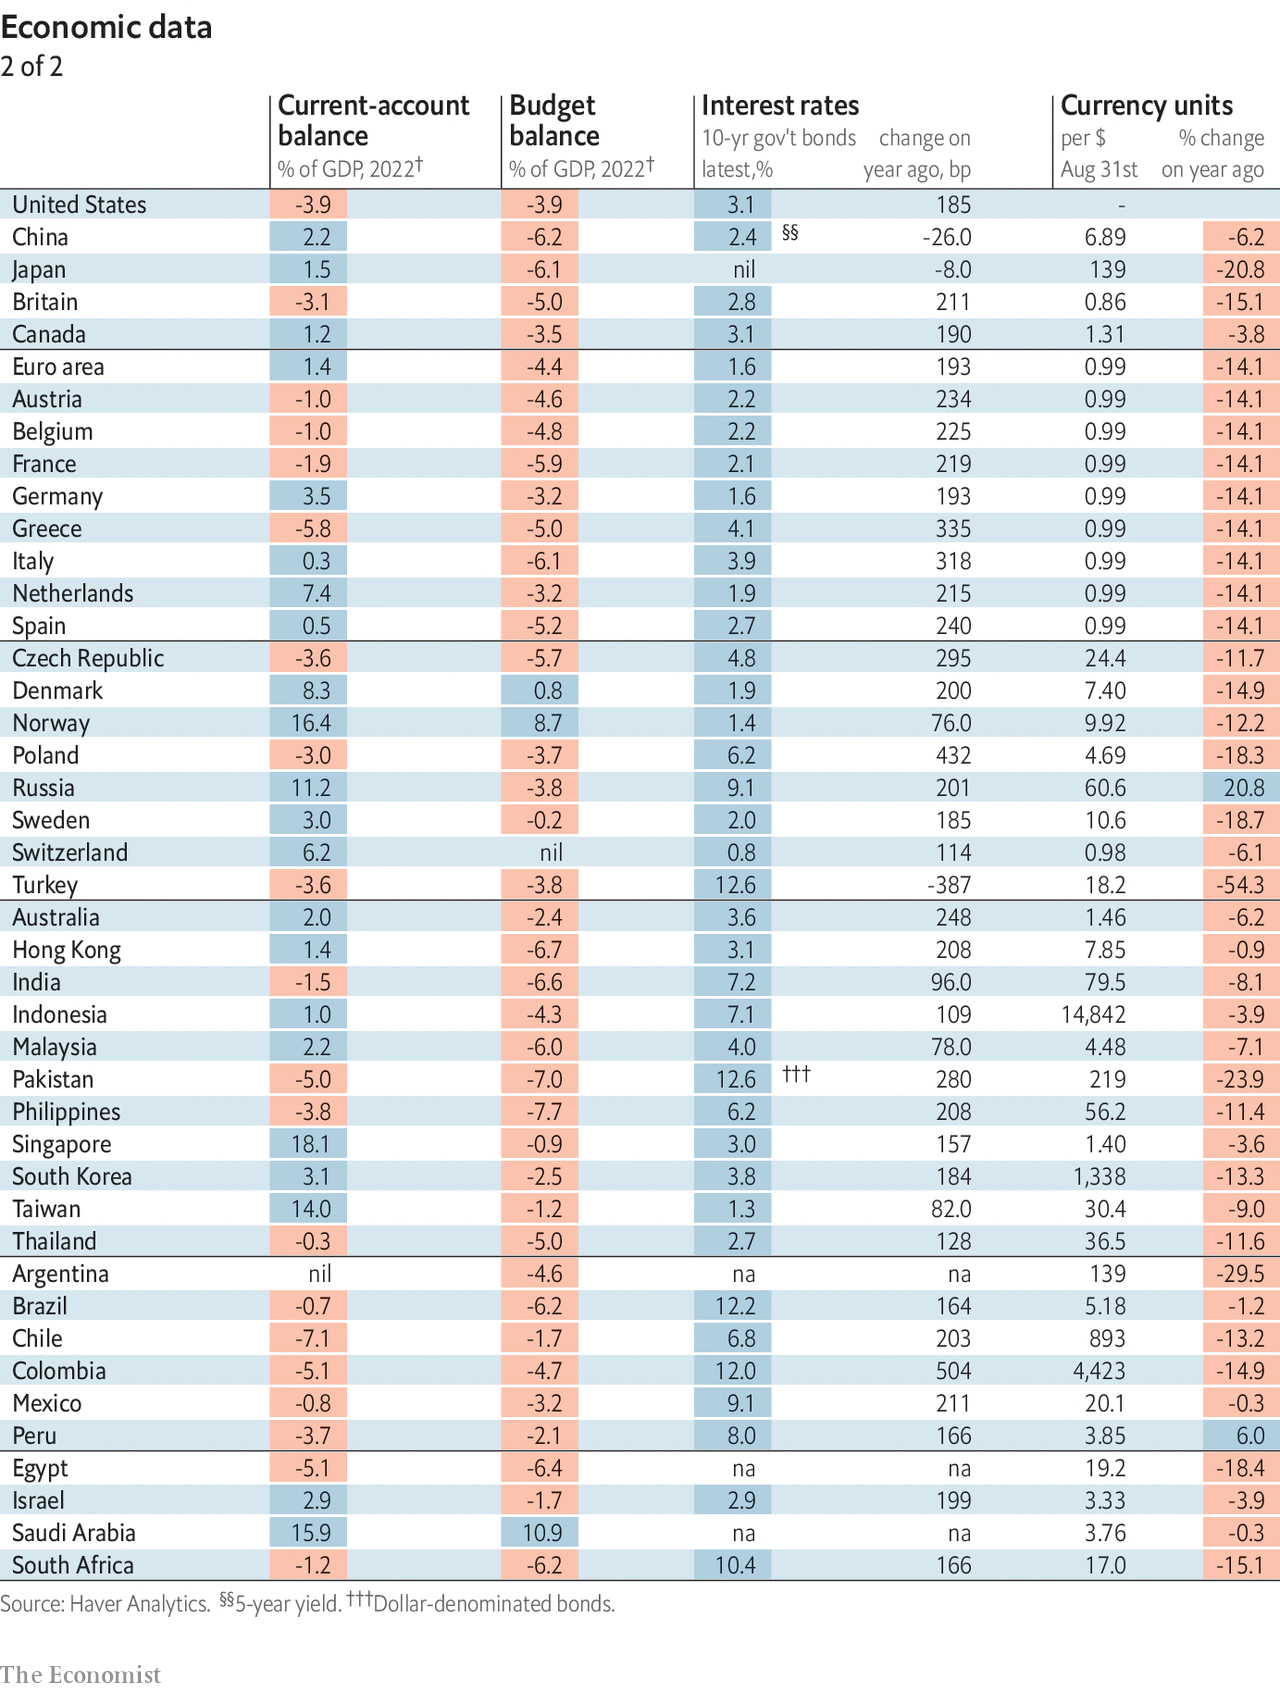 Economic data
2 of 2
Current-account balance Budget balance Interest rates Currency units
% of GDP, 2022† % of GDP, 2022† 10-yr gov't bonds latest,% change on year ago, bp per $ Aug 31st % change on year ago
United States -3.9 -3.9 3.1 185 -
China 2.2 -6.2 2.4 §§ -26.0 6.89 -6.2
Japan 1.5 -6.1 nil -8.0 139 -20.8
Britain -3.1 -5.0 2.8 211 0.86 -15.1
Canada 1.2 -3.5 3.1 190 1.31 -3.8
Euro area 1.4 -4.4 1.6 193 0.99 -14.1
Austria -1.0 -4.6 2.2 234 0.99 -14.1
Belgium -1.0 -4.8 2.2 225 0.99 -14.1
France -1.9 -5.9 2.1 219 0.99 -14.1
Germany 3.5 -3.2 1.6 193 0.99 -14.1
Greece -5.8 -5.0 4.1 335 0.99 -14.1
Italy 0.3 -6.1 3.9 318 0.99 -14.1
Netherlands 7.4 -3.2 1.9 215 0.99 -14.1
Spain 0.5 -5.2 2.7 240 0.99 -14.1
Czech Republic -3.6 -5.7 4.8 295 24.4 -11.7
Denmark 8.3 0.8 1.9 200 7.40 -14.9
Norway 16.4 8.7 1.4 76.0 9.92 -12.2
Poland -3.0 -3.7 6.2 432 4.69 -18.3
Russia 11.2 -3.8 9.1 201 60.6 20.8
Sweden 3.0 -0.2 2.0 185 10.6 -18.7
Switzerland 6.2 nil 0.8 114 0.98 -6.1
Turkey -3.6 -3.8 12.6 -387 18.2 -54.3
Australia 2.0 -2.4 3.6 248 1.46 -6.2
Hong Kong 1.4 -6.7 3.1 208 7.85 -0.9
India -1.5 -6.6 7.2 96.0 79.5 -8.1
Indonesia 1.0 -4.3 7.1 109 14,842 -3.9
Malaysia 2.2 -6.0 4.0 78.0 4.48 -7.1
Pakistan -5.0 -7.0 12.6 ††† 280 219 -23.9
Philippines -3.8 -7.7 6.2 208 56.2 -11.4
Singapore 18.1 -0.9 3.0 157 1.40 -3.6
South Korea 3.1 -2.5 3.8 184 1,338 -13.3
Taiwan 14.0 -1.2 1.3 82.0 30.4 -9.0
Thailand -0.3 -5.0 2.7 128 36.5 -11.6
Argentina nil -4.6 na na 139 -29.5
Brazil -0.7 -6.2 12.2 164 5.18 -1.2
Chile -7.1 -1.7 6.8 203 893 -13.2
Colombia -5.1 -4.7 12.0 504 4,423 -14.9
Mexico -0.8 -3.2 9.1 211 20.1 -0.3
Peru -3.7 -2.1 8.0 166 3.85 6.0
Egypt -5.1 -6.4 na na 19.2 -18.4
Israel 2.9 -1.7 2.9 199 3.33 -3.9
Saudi Arabia 15.9 10.9 na na 3.76 -0.3
South Africa -1.2 -6.2 10.4 166 17.0 -15.1
Source: Haver Analytics. §§5-year yield. †††Dollar-denominated bonds.
The Economist